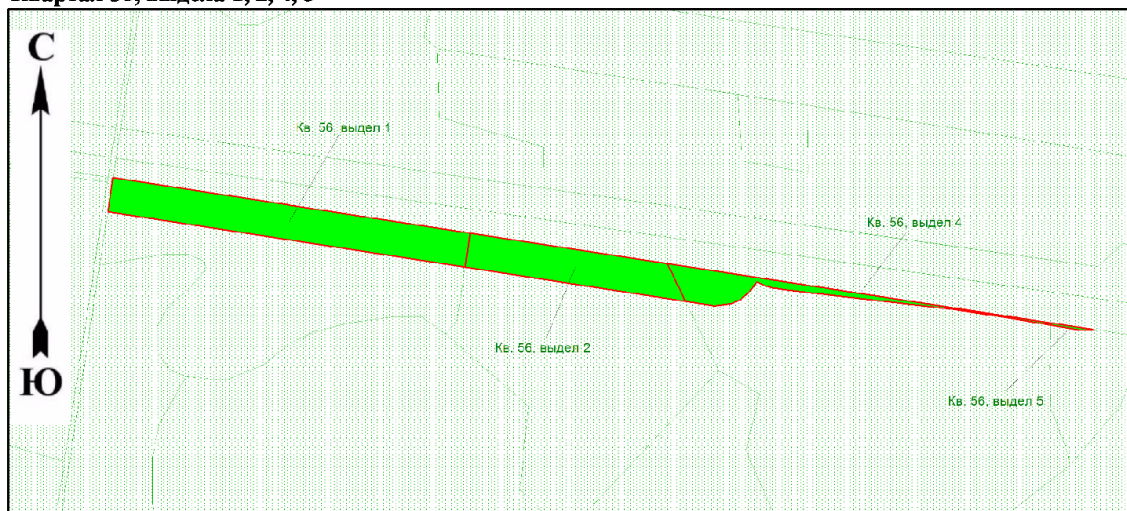 С
Кв. 56, выдел 1
Кв. 56, выдел 4
Кв. 56, выдел 2
Ю
Кв. 56, выдел 5